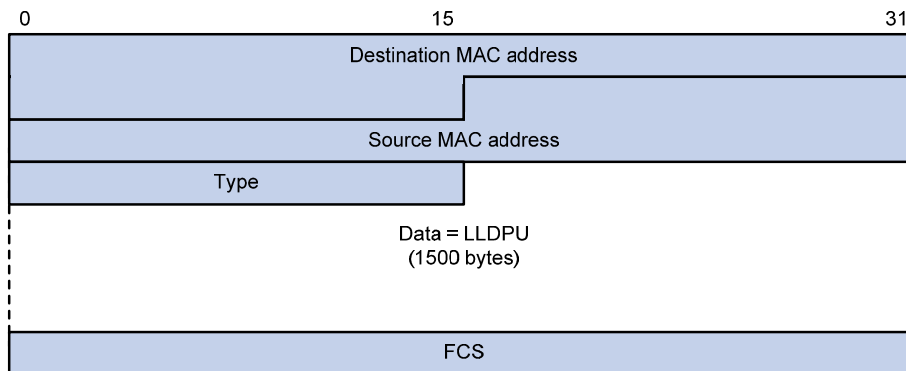 0 15 31
Destination MAC address
Source MAC address
Type
Data = LLDPU
(1500 bytes)
FCS